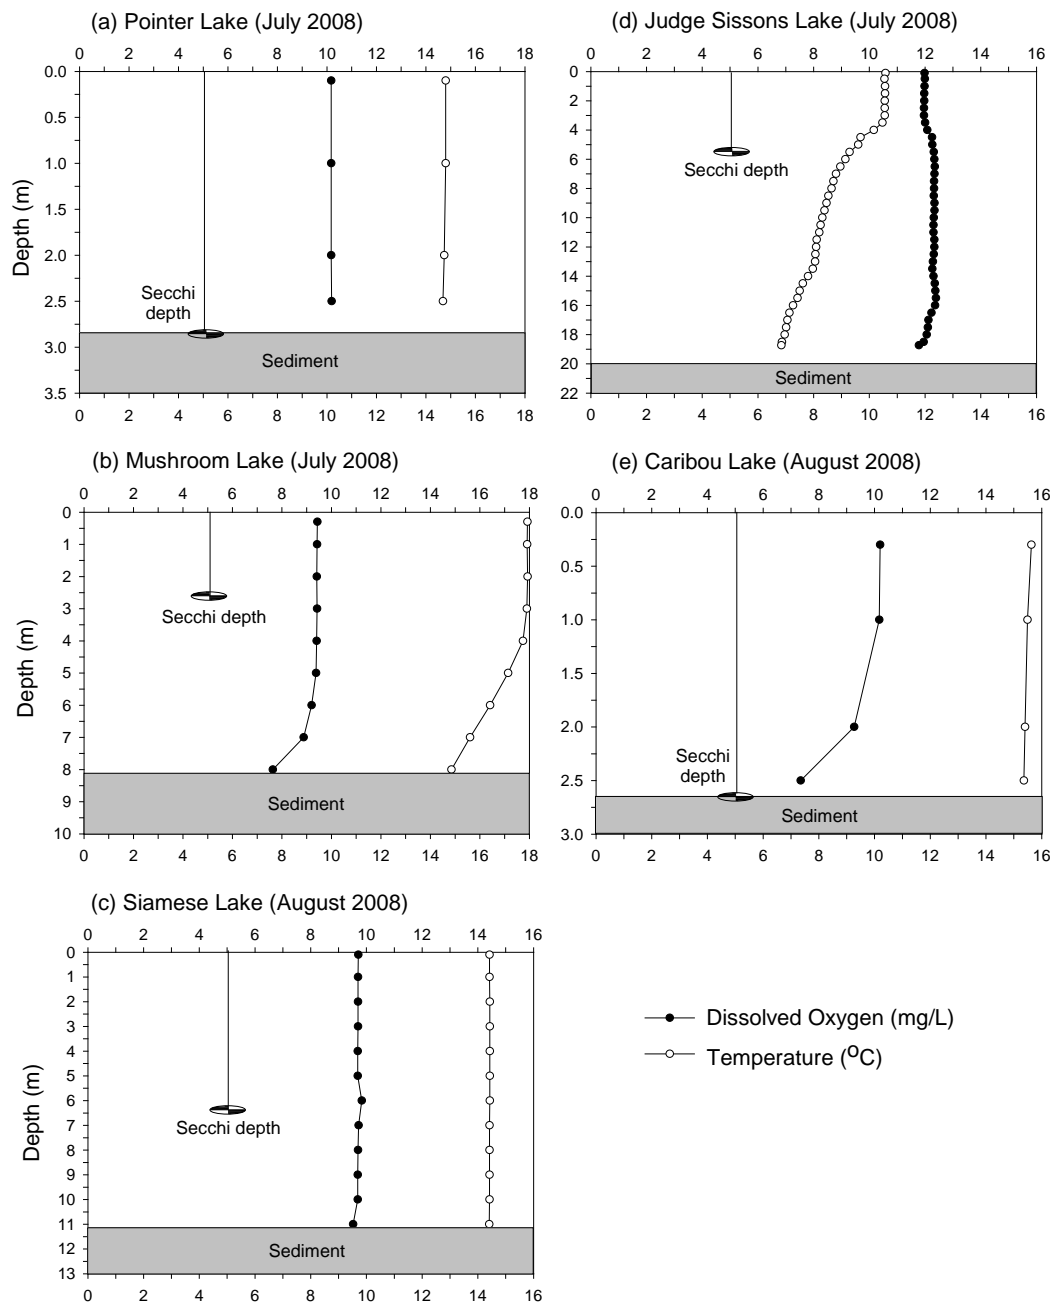 (a) Pointer Lake (July 2008)
0 2 4 6 8 10 12 14 16 18
0.0
0.5
1.0
1.5
2.0
2.5
3.0
3.5
Depth (m)
Secchi
depth
Sediment
0 2 4 6 8 10 12 14 16 18
(d) Judge Sissons Lake (July 2008)
0 2 4 6 8 10 12 14 16
0
2
4
6
8
10
12
14
16
18
20
22
Secchi depth
Sediment
0 2 4 6 8 10 12 14 16
(b) Mushroom Lake (July 2008)
0 2 4 6 8 10 12 14 16 18
0
1
2
3
4
5
6
7
8
9
10
Depth (m)
Secchi depth
Sediment
0 2 4 6 8 10 12 14 16 18
(e) Caribou Lake (August 2008)
0 2 4 6 8 10 12 14 16
0.0
0.5
1.0
1.5
2.0
2.5
3.0
Secchi
depth
Sediment
0 2 4 6 8 10 12 14 16
(c) Siamese Lake (August 2008)
0 2 4 6 8 10 12 14 16
0
1
2
3
4
5
6
7
8
9
10
11
12
13
Depth (m)
Secchi depth
Sediment
0 2 4 6 8 10 12 14 16
Dissolved Oxygen (mg/L)
Temperature (°C)